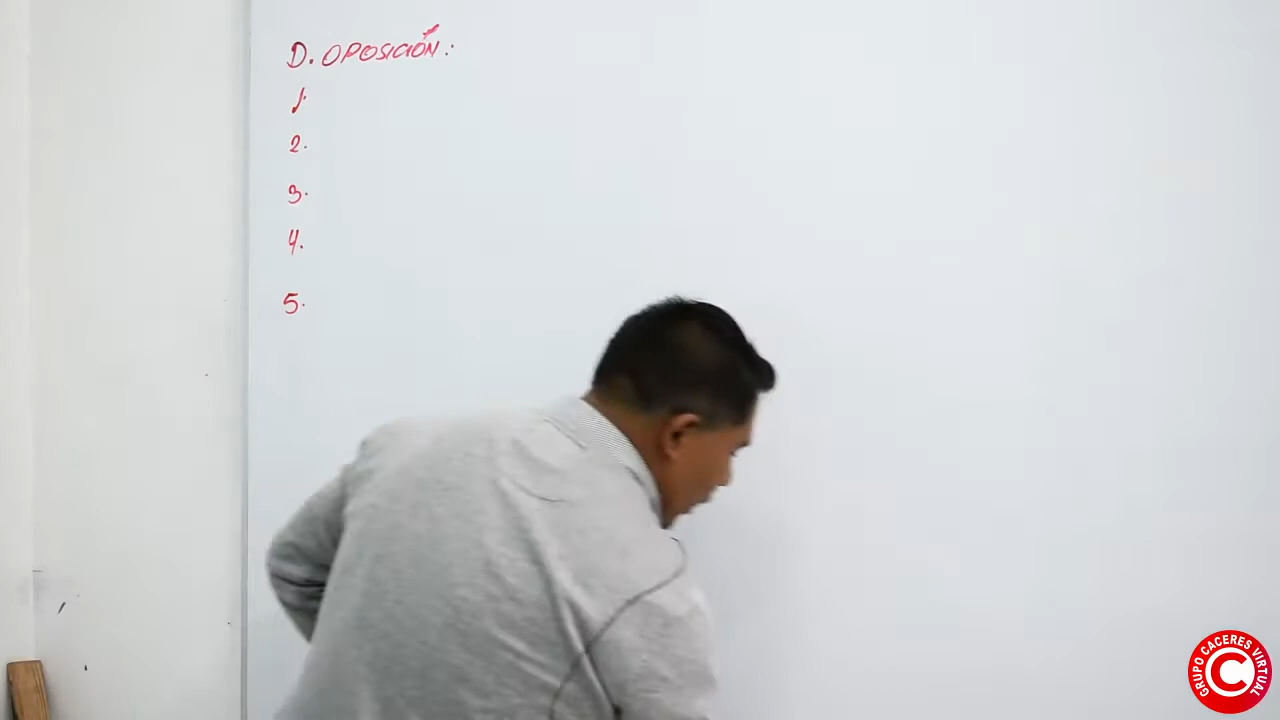 D. OPOSICIÓN:
1.
2.
3.
4.
5.
GRUPO CACERES VIRTUAL
C